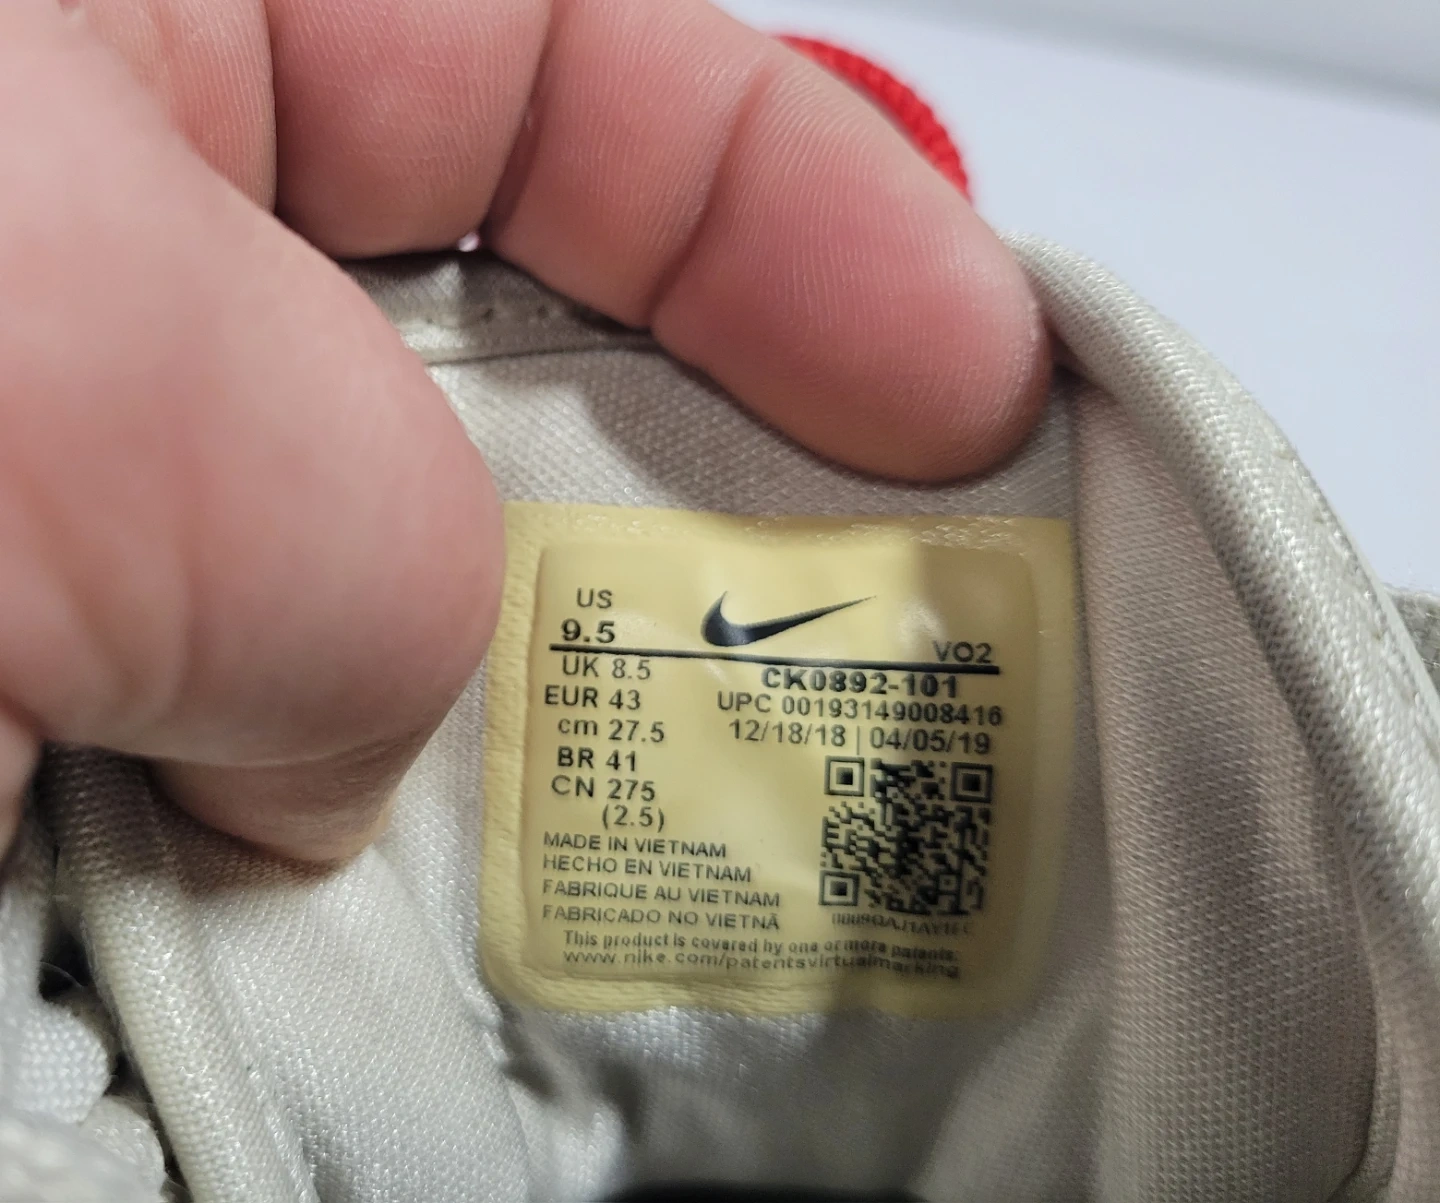 US
9.5
VO2
UK 8.5
CK0892-101
EUR 43
UPC 00193149008416
cm 27.5
12/18/18 | 04/05/19
BR 41
CN 275
(2.5)
MADE IN VIETNAM
HECHO EN VIETNAM
FABRIQUE AU VIETNAM
FABRICADO NO VIETNÃ
This product is covered by one or more patents.
www.nike.com/patentsvirtualmarking